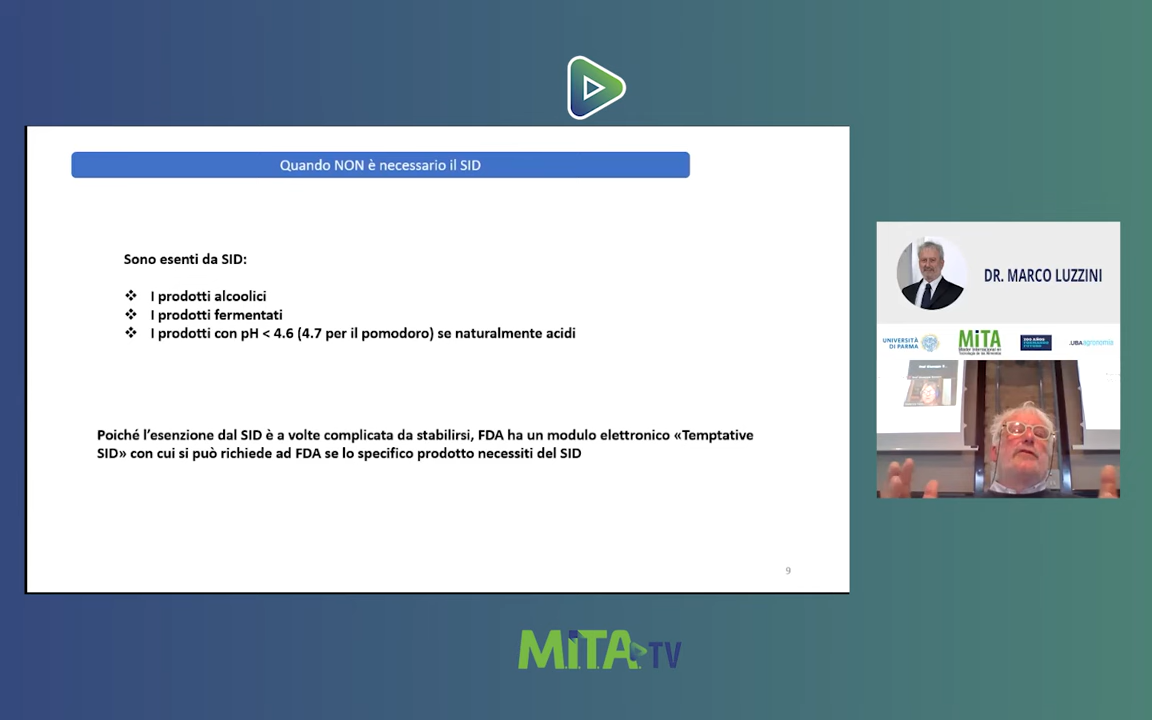 Quando NON è necessario il SID
Sono esenti da SID:
❖ I prodotti alcoolici
❖ I prodotti fermentati
❖ I prodotti con pH < 4.6 (4.7 per il pomodoro) se naturalmente acidi
Poiché l'esenzione dal SID è a volte complicata da stabilirsi, FDA ha un modulo elettronico «Temptative
SID» con cui si può richiede ad FDA se lo specifico prodotto necessiti del SID
9
DR. MARCO LUZZINI
UNIVERSITÀ
DI PARMA
MiTA
.UBAagronomia
M.i.T.A. TV